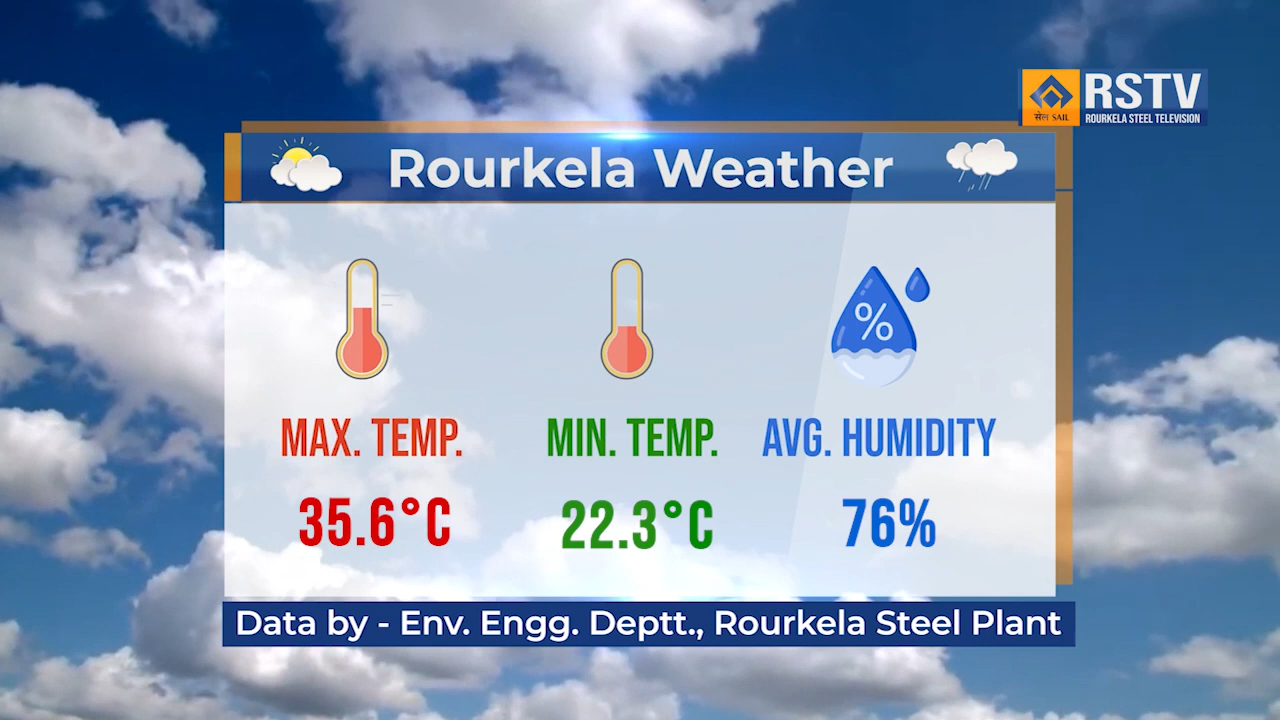 सेल SAIL
RSTV
ROURKELA STEEL TELEVISION
Rourkela Weather
%
MAX. TEMP.
MIN. TEMP.
AVG. HUMIDITY
35.6°C
22.3°C
76%
Data by - Env. Engg. Deptt., Rourkela Steel Plant